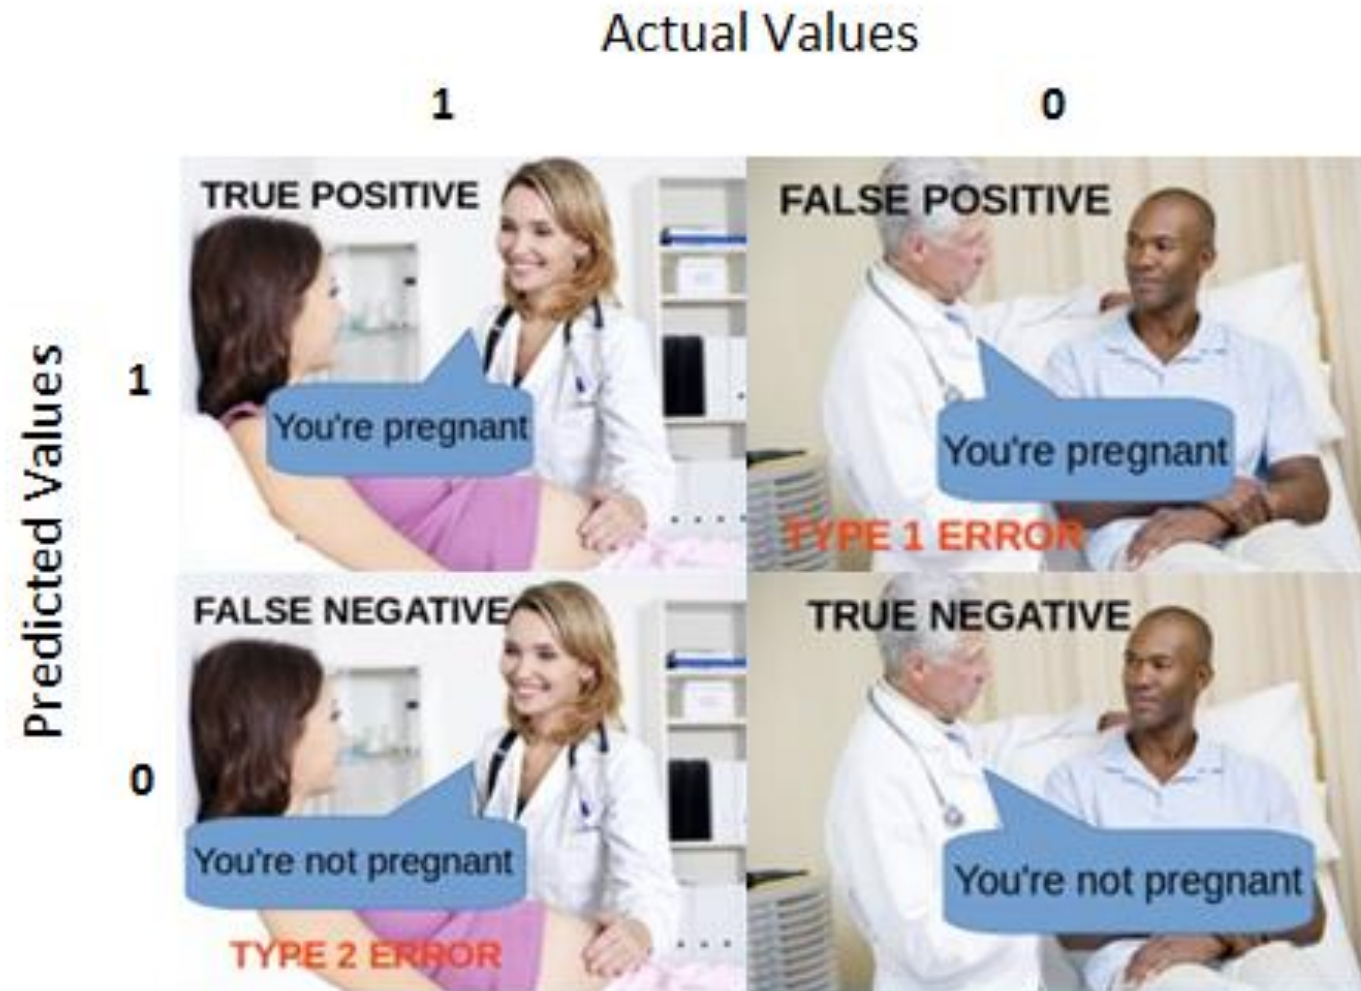 Actual Values
1
0
Predicted Values
1
TRUE POSITIVE
You're pregnant
FALSE POSITIVE
You're pregnant
TYPE 1 ERROR
0
FALSE NEGATIVE
You're not pregnant
TYPE 2 ERROR
TRUE NEGATIVE
You're not pregnant